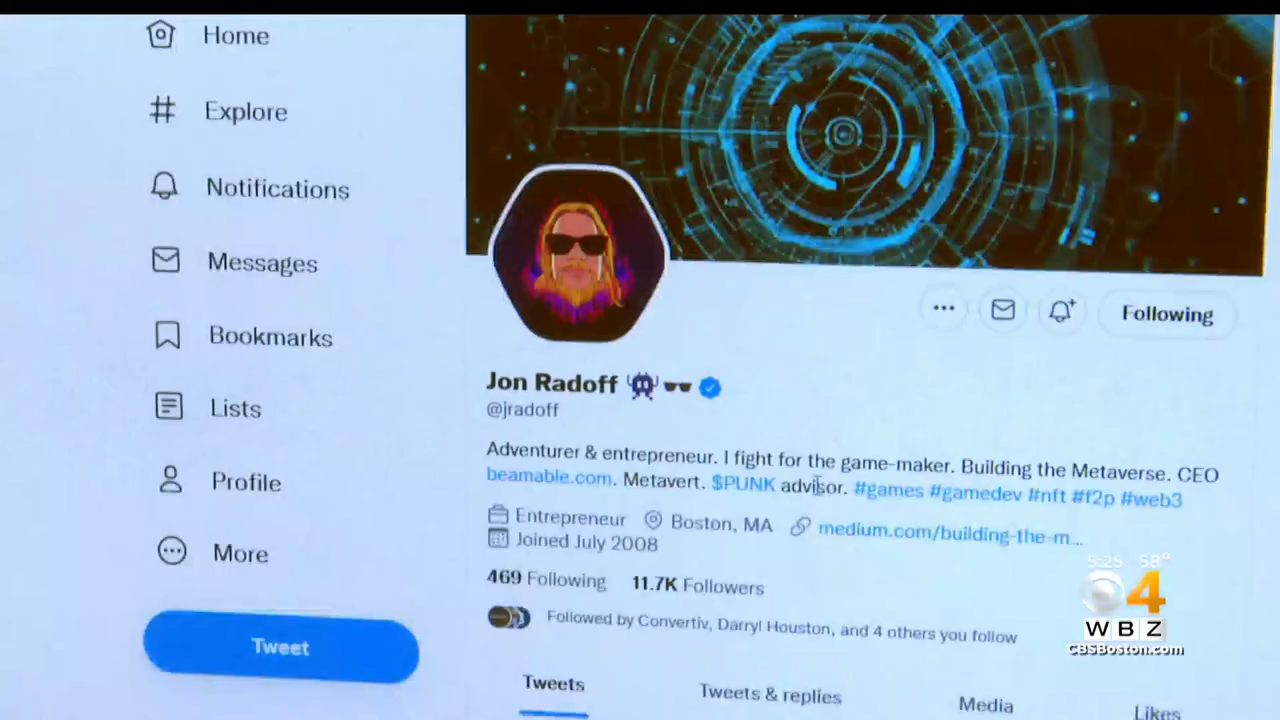 Home
Explore
Notifications
Messages
Bookmarks
Lists
Profile
More
Tweet
Following
Jon Radoff
@jradoff
Adventurer & entrepreneur. I fight for the game-maker. Building the Metaverse. CEO
beamable.com. Metavert. $PUNK advisor. #games #gamedev #nft #f2p #web3
Entrepreneur Boston, MA medium.com/building-the-m...
Joined July 2008
469 Following 11.7K Followers
Followed by Convertiv, Darryl Houston, and 4 others you follow
Tweets Tweets & replies Media Likes
5:25 58°
4
WBZ
CBSBoston.com